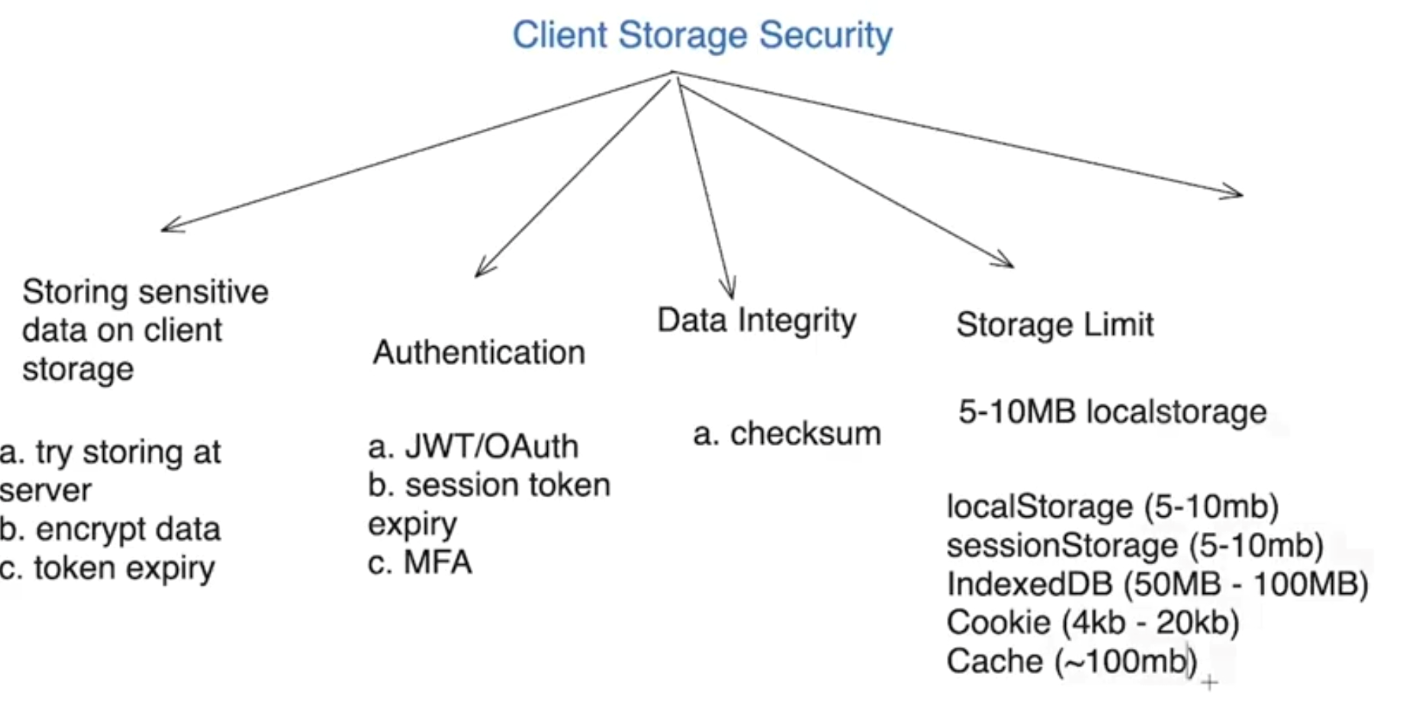 Client Storage Security
Storing sensitive
data on client
storage
a. try storing at
server
b. encrypt data
c. token expiry
Authentication
a. JWT/OAuth
b. session token
expiry
c. MFA
Data Integrity
a. checksum
Storage Limit
5-10MB localstorage
localStorage (5-10mb)
sessionStorage (5-10mb)
IndexedDB (50MB - 100MB)
Cookie (4kb - 20kb)
Cache (~100mb)